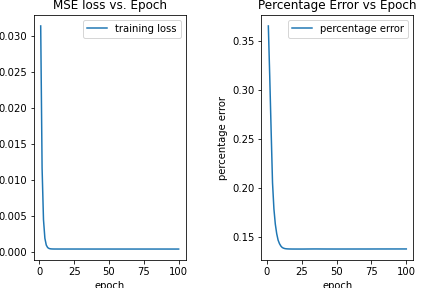 MSE loss vs. Epoch
0.030
0.025
0.020
0.015
0.010
0.005
0.000
training loss
0 25 50 75 100
epoch
Percentage Error vs Epoch
percentage error
0.35
0.30
0.25
0.20
0.15
percentage error
0 25 50 75 100
epoch